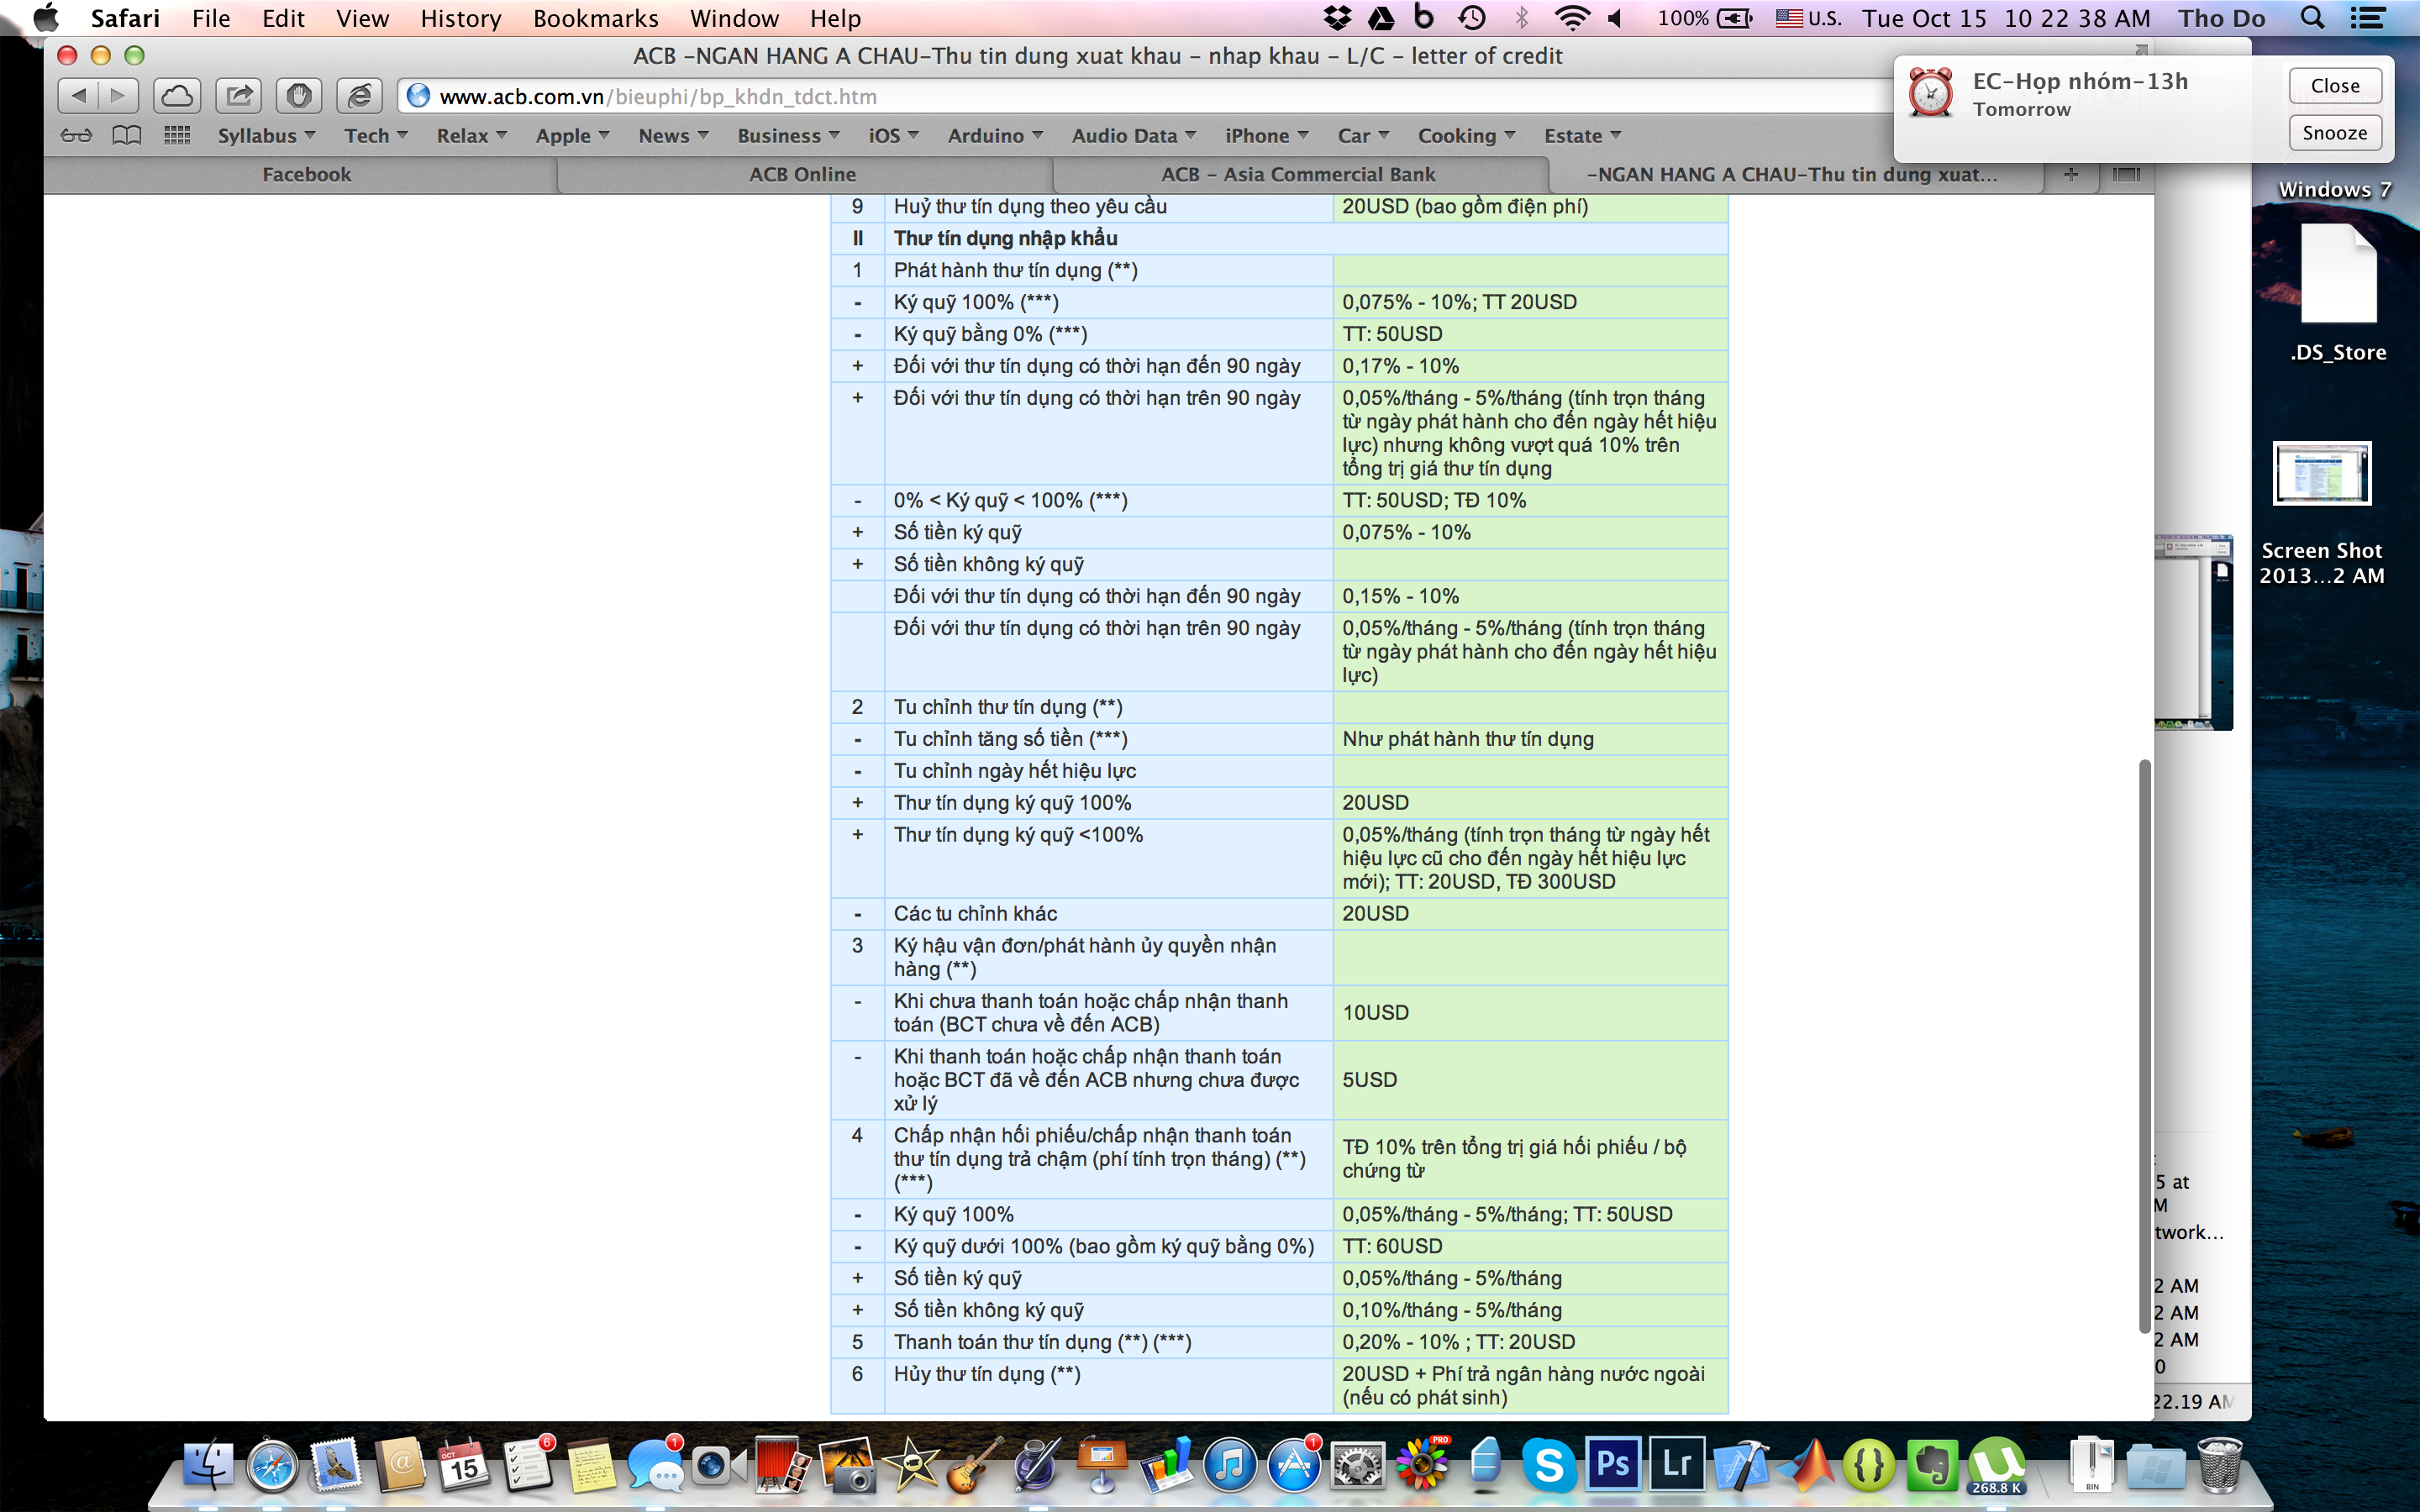 Safari File Edit View History Bookmarks Window Help 100% U.S. Tue Oct 15 10 22 38 AM Tho Do
ACB -NGAN HANG A CHAU-Thu tin dung xuat khau - nhap khau - L/C - letter of credit
www.acb.com.vn/bieuphi/bp_khdn_tdct.htm
EC-Họp nhóm-13h
Tomorrow
Close
Snooze
Syllabus Tech Relax Apple News Business iOS Arduino Audio Data iPhone Car Cooking Estate
Facebook ACB Online ACB - Asia Commercial Bank -NGAN HANG A CHAU-Thu tin dung xuat...
9 Huỷ thư tín dụng theo yêu cầu 20USD (bao gồm điện phí)
II Thư tín dụng nhập khẩu
1 Phát hành thư tín dụng (**)
- Ký quỹ 100% (***) 0,075% - 10%; TT 20USD
- Ký quỹ bằng 0% (***) TT: 50USD
+ Đối với thư tín dụng có thời hạn đến 90 ngày 0,17% - 10%
+ Đối với thư tín dụng có thời hạn trên 90 ngày 0,05%/tháng - 5%/tháng (tính trọn tháng
từ ngày phát hành cho đến ngày hết hiệu
lực) nhưng không vượt quá 10% trên
tổng trị giá thư tín dụng
- 0% < Ký quỹ < 100% (***) TT: 50USD; TĐ 10%
+ Số tiền ký quỹ 0,075% - 10%
+ Số tiền không ký quỹ
Đối với thư tín dụng có thời hạn đến 90 ngày 0,15% - 10%
Đối với thư tín dụng có thời hạn trên 90 ngày 0,05%/tháng - 5%/tháng (tính trọn tháng
từ ngày phát hành cho đến ngày hết hiệu
lực)
2 Tu chỉnh thư tín dụng (**)
- Tu chỉnh tăng số tiền (***) Như phát hành thư tín dụng
- Tu chỉnh ngày hết hiệu lực
+ Thư tín dụng ký quỹ 100% 20USD
+ Thư tín dụng ký quỹ <100% 0,05%/tháng (tính trọn tháng từ ngày hết
hiệu lực cũ cho đến ngày hết hiệu lực
mới); TT: 20USD, TĐ 300USD
- Các tu chỉnh khác 20USD
3 Ký hậu vận đơn/phát hành ủy quyền nhận
hàng (**)
- Khi chưa thanh toán hoặc chấp nhận thanh
toán (BCT chưa về đến ACB) 10USD
- Khi thanh toán hoặc chấp nhận thanh toán
hoặc BCT đã về đến ACB nhưng chưa được
xử lý 5USD
4 Chấp nhận hối phiếu/chấp nhận thanh toán
thư tín dụng trả chậm (phí tính trọn tháng) (**)
(***)
TĐ 10% trên tổng trị giá hối phiếu / bộ
chứng từ
- Ký quỹ 100% 0,05%/tháng - 5%/tháng; TT: 50USD
- Ký quỹ dưới 100% (bao gồm ký quỹ bằng 0%) TT: 60USD
+ Số tiền ký quỹ 0,05%/tháng - 5%/tháng
+ Số tiền không ký quỹ 0,10%/tháng - 5%/tháng
5 Thanh toán thư tín dụng (**) (***) 0,20% - 10% ; TT: 20USD
6 Hủy thư tín dụng (**) 20USD + Phí trả ngân hàng nước ngoài
(nếu có phát sinh)
Windows 7
.DS_Store
Screen Shot
2013...2 AM
5 at
M
twork...
2 AM
2 AM
2 AM
0
22.19 AM
OCT
15
6
1
1
PRO
Ps
Lr
268.8 K
BIN